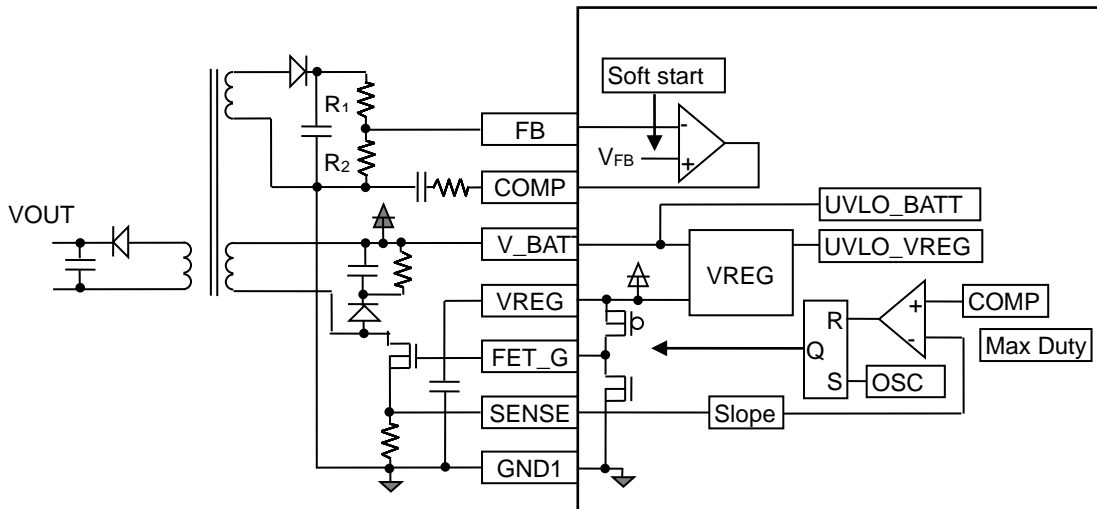 Soft start
R1
FB
-
VFB
+
R2
COMP
VOUT
UVLO_BATT
V_BAT
UVLO_VREG
VREG
VREG
COMP
+
R
Max Duty
-
Q
FET_G
S
OSC
SENSE
Slope
GND1